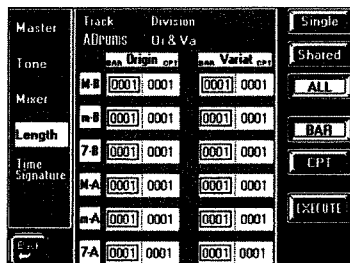 Master
Tone
Mixer
Length
Time Signature
Track Division
ADrums Or & Va
BAR Origin CPT BAR Variat CPT
M-B 0001 0001 0001 0001
m-B 0001 0001 0001 0001
7-B 0001 0001 0001 0001
M-A 0001 0001 0001 0001
m-A 0001 0001 0001 0001
7-A 0001 0001 0001 0001
Single
Shared
ALL
BAR
CPT
EXECUTE